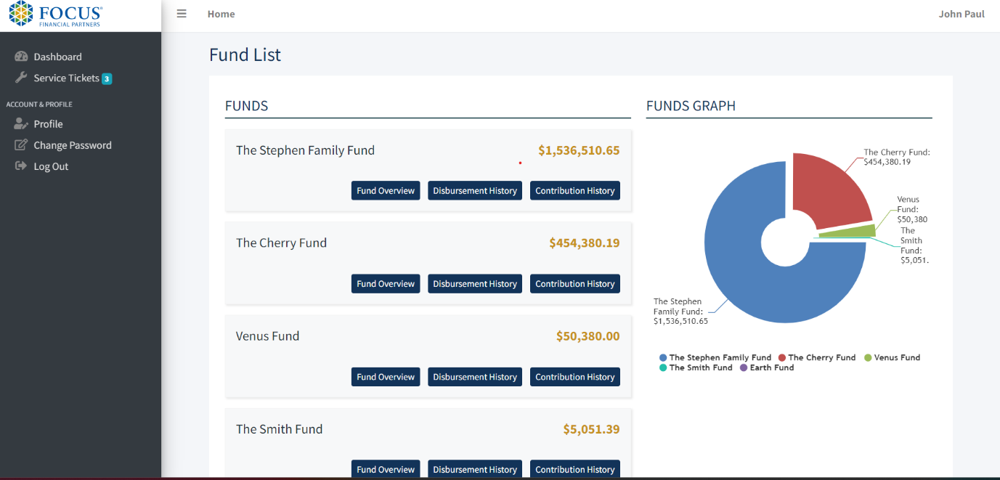 FOCUS
FINANCIAL PARTNERS
Home
John Paul
Dashboard
Service Tickets 3
ACCOUNT & PROFILE
Profile
Change Password
Log Out
Fund List
FUNDS
The Stephen Family Fund $1,536,510.65
Fund Overview Disbursement History Contribution History
The Cherry Fund $454,380.19
Fund Overview Disbursement History Contribution History
Venus Fund $50,380.00
Fund Overview Disbursement History Contribution History
The Smith Fund $5,051.39
Fund Overview Disbursement History Contribution History
FUNDS GRAPH
The Cherry Fund:
$454,380.19
Venus
Fund:
$50,380
The
Smith
Fund:
$5,051.
The Stephen
Family Fund:
$1,536,510.65
The Stephen Family Fund The Cherry Fund Venus Fund
The Smith Fund Earth Fund